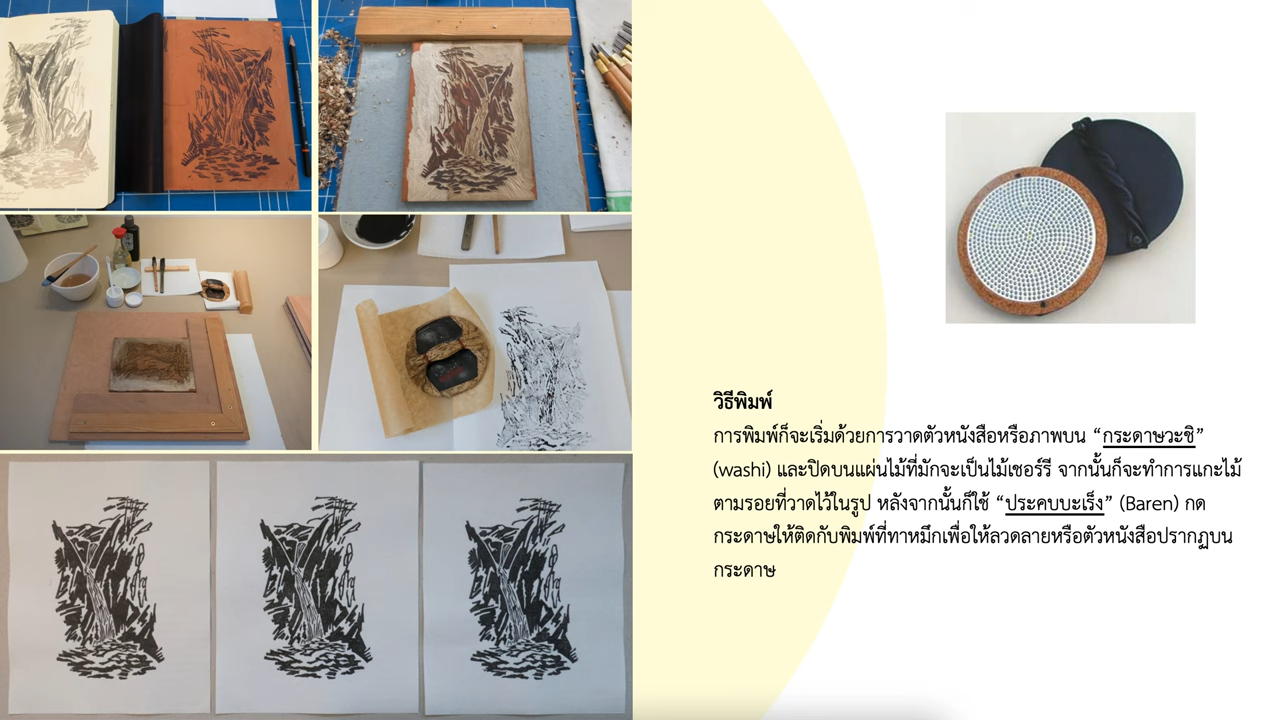 วิธีพิมพ์
การพิมพ์ก็จะเริ่มด้วยการวาดตัวหนังสือหรือภาพบน “กระดาษวะชิ”
(washi) และปิดบนแผ่นไม้ที่มักจะเป็นไม้เชอร์รี จากนั้นก็จะทำการแกะไม้
ตามรอยที่วาดไว้ในรูป หลังจากนั้นก็ใช้ “ประคบบะเร็ง” (Baren) กด
กระดาษให้ติดกับพิมพ์ที่ทาหมึกเพื่อให้ลวดลายหรือตัวหนังสือปรากฏบน
กระดาษ